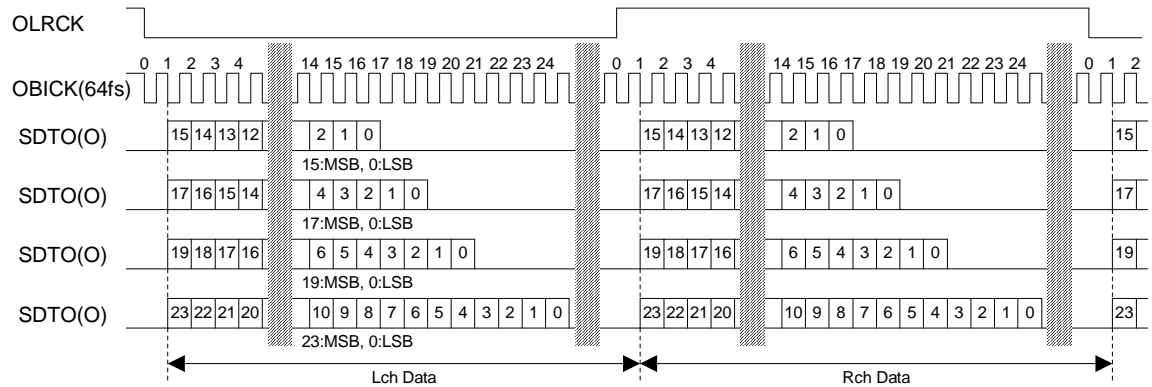 OLRCK
0 1 2 3 4 14 15 16 17 18 19 20 21 22 23 24 0 1 2 3 4 14 15 16 17 18 19 20 21 22 23 24 0 1 2
OBICK(64fs)
SDTO(O) 15 14 13 12 2 1 0 15 14 13 12 2 1 0 15
15:MSB, 0:LSB
SDTO(O) 17 16 15 14 4 3 2 1 0 17 16 15 14 4 3 2 1 0 17
17:MSB, 0:LSB
SDTO(O) 19 18 17 16 6 5 4 3 2 1 0 19 18 17 16 6 5 4 3 2 1 0 19
19:MSB, 0:LSB
SDTO(O) 23 22 21 20 10 9 8 7 6 5 4 3 2 1 0 23 22 21 20 10 9 8 7 6 5 4 3 2 1 0 23
23:MSB, 0:LSB
Lch Data Rch Data